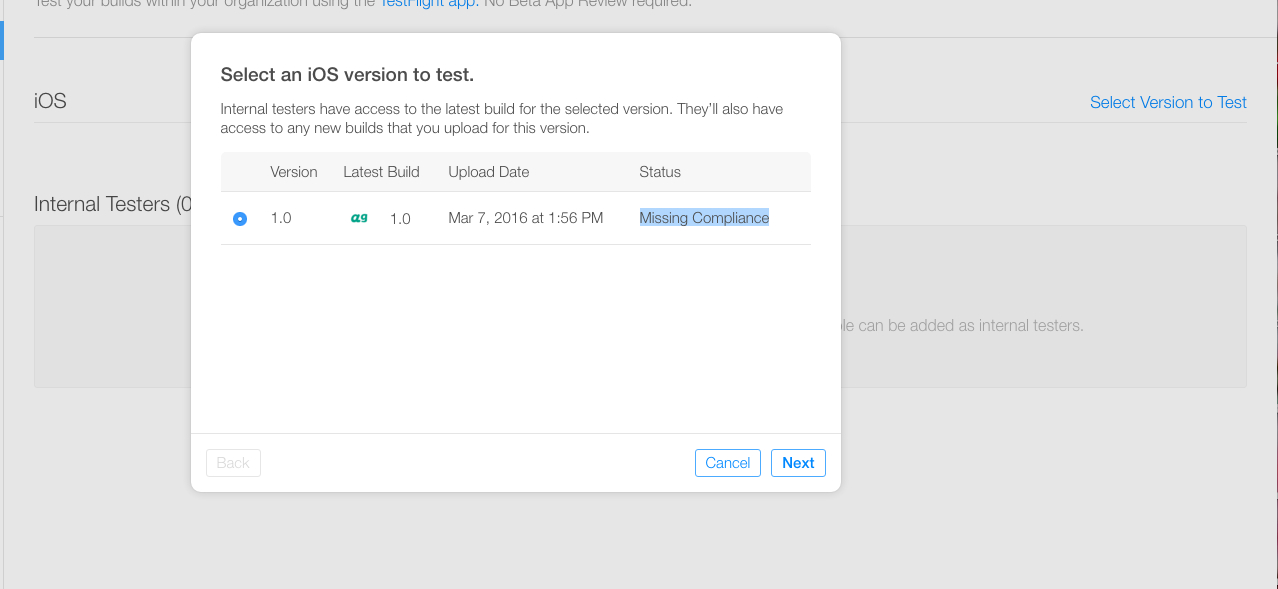 Test your builds within your organization using the TestFlight app. No Beta App Review required.
Select an iOS version to test.
Internal testers have access to the latest build for the selected version. They'll also have
access to any new builds that you upload for this version.
iOS
Select Version to Test
Version Latest Build Upload Date Status
1.0 ag 1.0 Mar 7, 2016 at 1:56 PM Missing Compliance
Internal Testers (0
can be added as internal testers.
Back Cancel Next